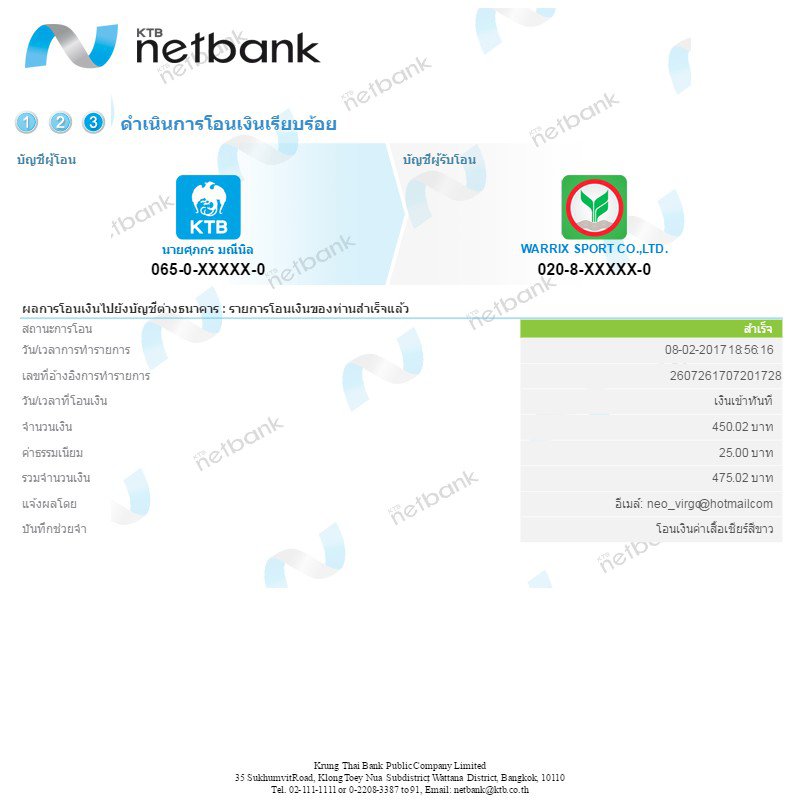 KTB
netbank
1 2 3 ดำเนินการโอนเงินเรียบร้อย
บัญชีผู้โอน บัญชีผู้รับโอน
KTB
นายศุภกร มณีนิล WARRIX SPORT CO.,LTD.
065-0-XXXXX-0 020-8-XXXXX-0
ผลการโอนเงินไปยังบัญชีต่างธนาคาร : รายการโอนเงินของท่านสำเร็จแล้ว
สถานะการโอน สำเร็จ
วัน/เวลาการทำรายการ 08-02-2017 18:56:16
เลขที่อ้างอิงการทำรายการ 2607261707201728
วัน/เวลาที่โอนเงิน เงินเข้าทันที
จำนวนเงิน 450.02 บาท
ค่าธรรมเนียม 25.00 บาท
รวมจำนวนเงิน 475.02 บาท
แจ้งผลโดย อีเมล์: neo_virgo@hotmail.com
บันทึกช่วยจำ โอนเงินค่าเสื้อเชียร์สีขาว
Krung Thai Bank Public Company Limited
35 Sukhumvit Road, Klong Toey Nua Subdistrict, Wattana District, Bangkok, 10110
Tel. 02-111-1111 or 0-2208-3387 to 91, Email: netbank@ktb.co.th